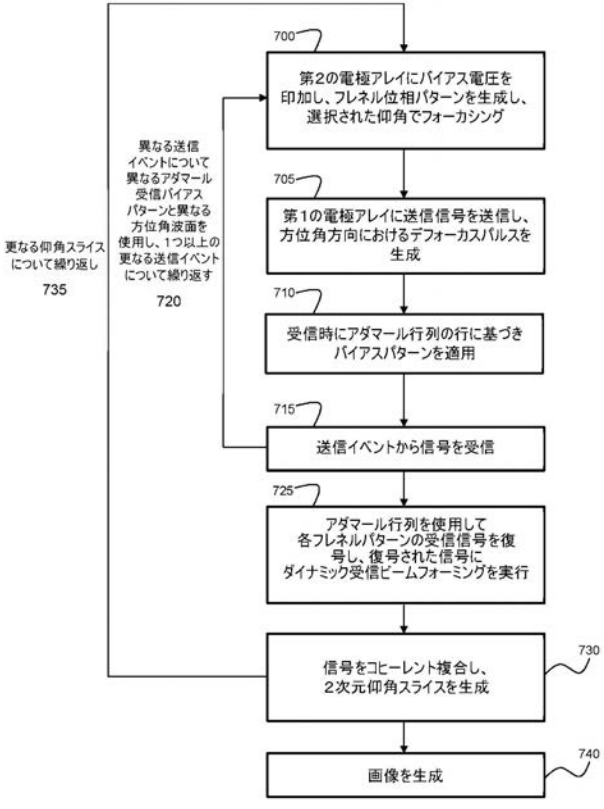 700
第2の電極アレイにバイアス電圧を
印加し、フレネル位相パターンを生成し、
選択された仰角でフォーカシング
705
第1の電極アレイに送信信号を送信し、
方位角方向におけるデフォーカスパルスを
生成
異なる送信
イベントについて
異なるアダマール
受信バイアス
パターンと異なる
方位角波面を
使用し、1つ以上の
更なる送信イベント
について繰り返す
720
更なる仰角スライス
について繰り返し
735
710
受信時にアダマール行列の行に基づき
バイアスパターンを適用
715
送信イベントから信号を受信
725
アダマール行列を使用して
各フレネルパターンの受信信号を復
号し、復号された信号に
ダイナミック受信ビームフォーミングを実行
730
信号をコヒーレント複合し、
2次元仰角スライスを生成
740
画像を生成